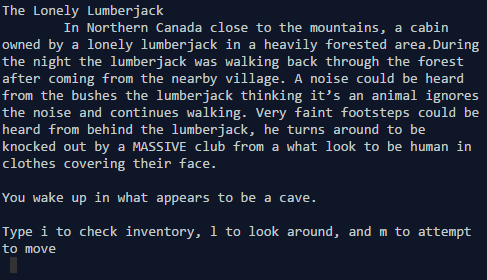 The Lonely Lumberjack
In Northern Canada close to the mountains, a cabin
owned by a lonely lumberjack in a heavily forested area.During
the night the lumberjack was walking back through the forest
after coming from the nearby village. A noise could be heard
from the bushes the lumberjack thinking it’s an animal ignores
the noise and continues walking. Very faint footsteps could be
heard from behind the lumberjack, he turns around to be
knocked out by a MASSIVE club from a what look to be human in
clothes covering their face.
You wake up in what appears to be a cave.
Type i to check inventory, l to look around, and m to attempt
to move